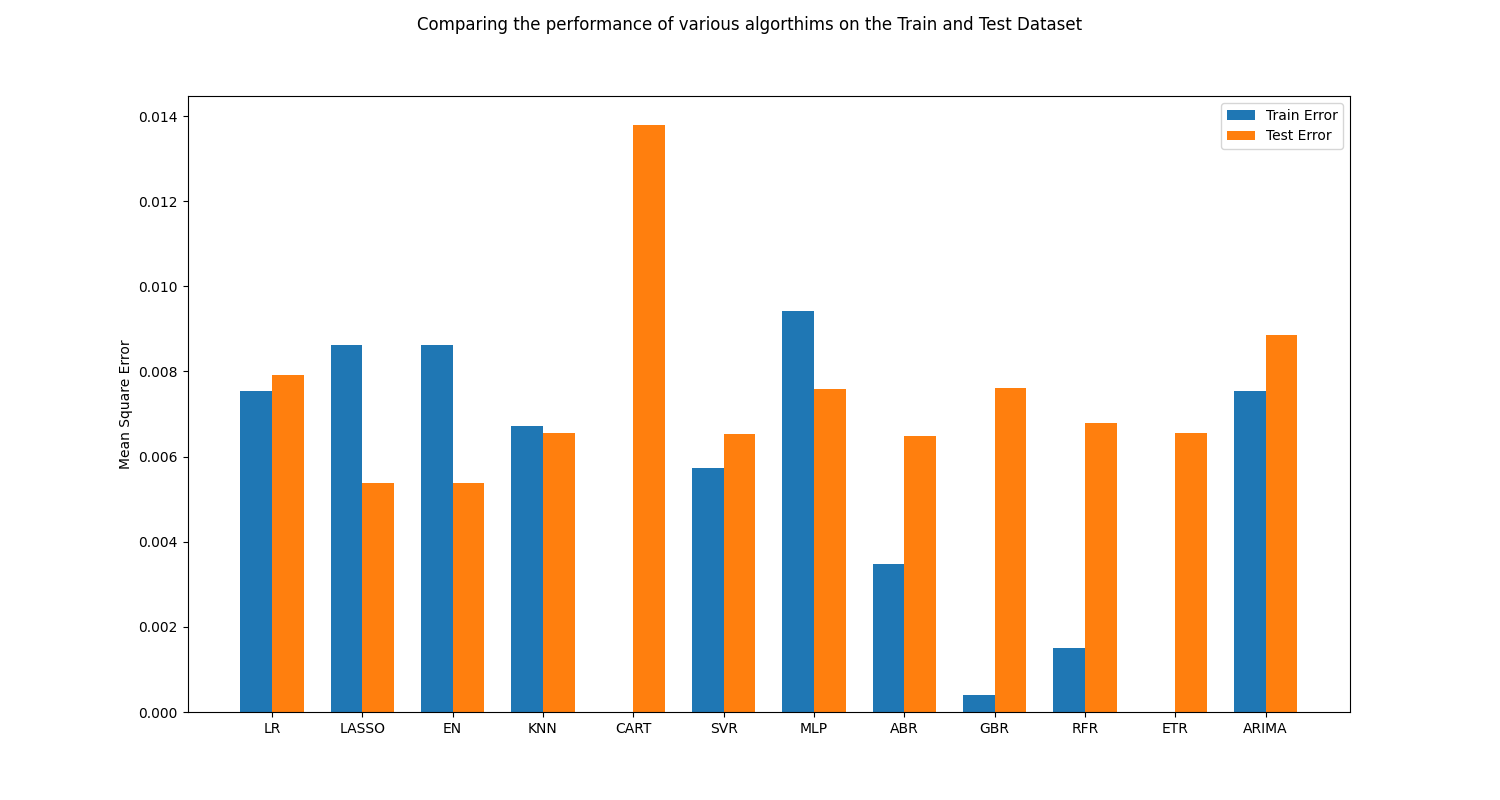 Comparing the performance of various algorthims on the Train and Test Dataset
Train Error
Test Error
Mean Square Error
0.014
0.012
0.010
0.008
0.006
0.004
0.002
0.000
LR LASSO EN KNN CART SVR MLP ABR GBR RFR ETR ARIMA